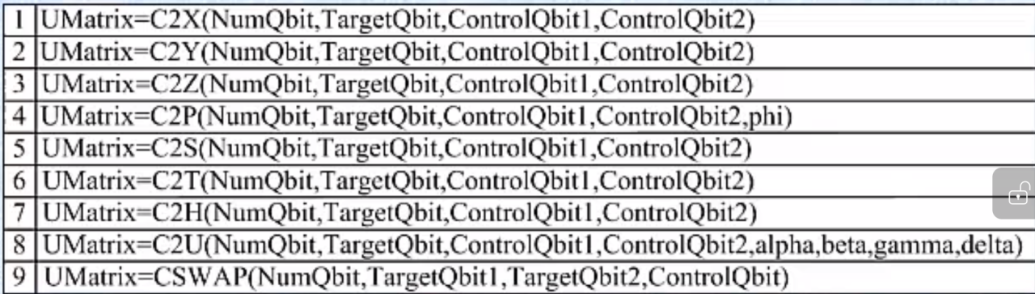 1 UMatrix=C2X(NumQbit,TargetQbit,ControlQbit1,ControlQbit2)
2 UMatrix=C2Y(NumQbit,TargetQbit,ControlQbit1,ControlQbit2)
3 UMatrix=C2Z(NumQbit,TargetQbit,ControlQbit1,ControlQbit2)
4 UMatrix=C2P(NumQbit,TargetQbit,ControlQbit1,ControlQbit2,phi)
5 UMatrix=C2S(NumQbit,TargetQbit,ControlQbit1,ControlQbit2)
6 UMatrix=C2T(NumQbit,TargetQbit,ControlQbit1,ControlQbit2)
7 UMatrix=C2H(NumQbit,TargetQbit,ControlQbit1,ControlQbit2)
8 UMatrix=C2U(NumQbit,TargetQbit,ControlQbit1,ControlQbit2,alpha,beta,gamma,delta)
9 UMatrix=CSWAP(NumQbit,TargetQbit1,TargetQbit2,ControlQbit)